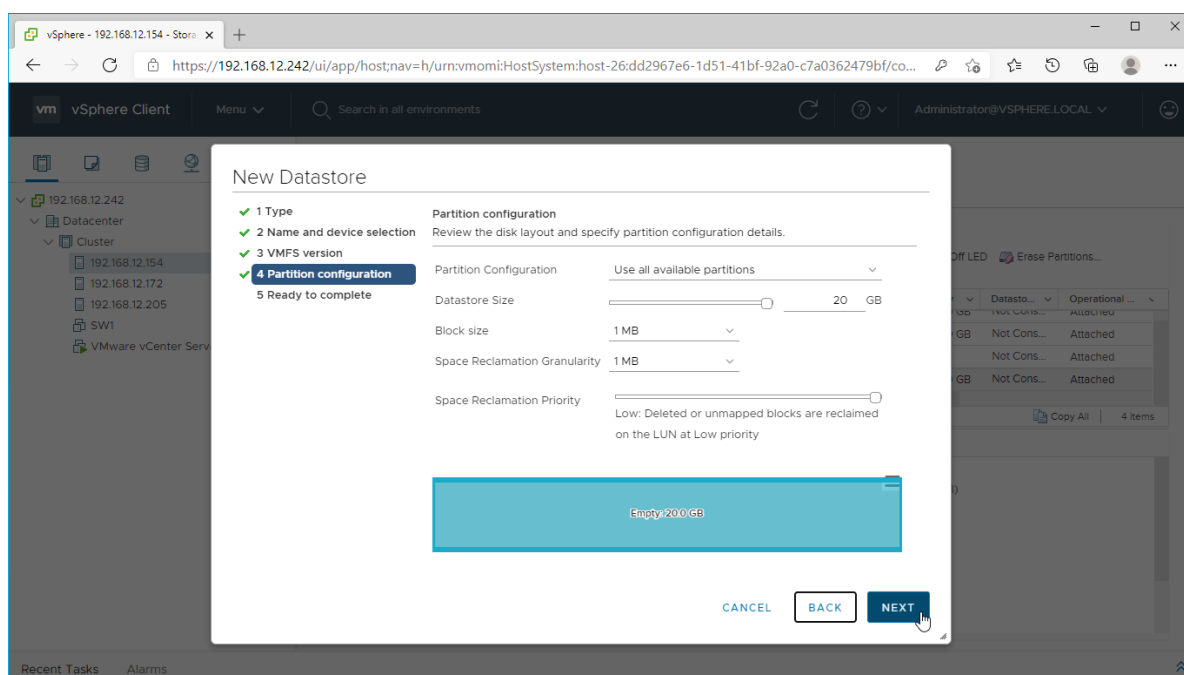 vSphere - 192.168.12.154 - Stora
https://192.168.12.242/ui/app/host;nav=h/urn:vmomi:HostSystem:host-26:dd2967e6-1d51-41bf-92a0-c7a0362479bf/co...
vm vSphere Client Menu Search in all environments Administrator@VSPHERE.LOCAL
192.168.12.242
Datacenter
Cluster
192.168.12.154
192.168.12.172
192.168.12.205
SW1
VMware vCenter Serv
New Datastore
1 Type
2 Name and device selection
3 VMFS version
4 Partition configuration
5 Ready to complete
Partition configuration
Review the disk layout and specify partition configuration details.
Partition Configuration Use all available partitions
Datastore Size 20 GB
Block size 1 MB
Space Reclamation Granularity 1 MB
Space Reclamation Priority
Low: Deleted or unmapped blocks are reclaimed
on the LUN at Low priority
Empty: 20.0 GB
CANCEL BACK NEXT
Off LED Erase Partitions...
Datasto... Operational ...
GB Not Cons... Attached
GB Not Cons... Attached
Not Cons... Attached
GB Not Cons... Attached
Copy All 4 items
Recent Tasks Alarms